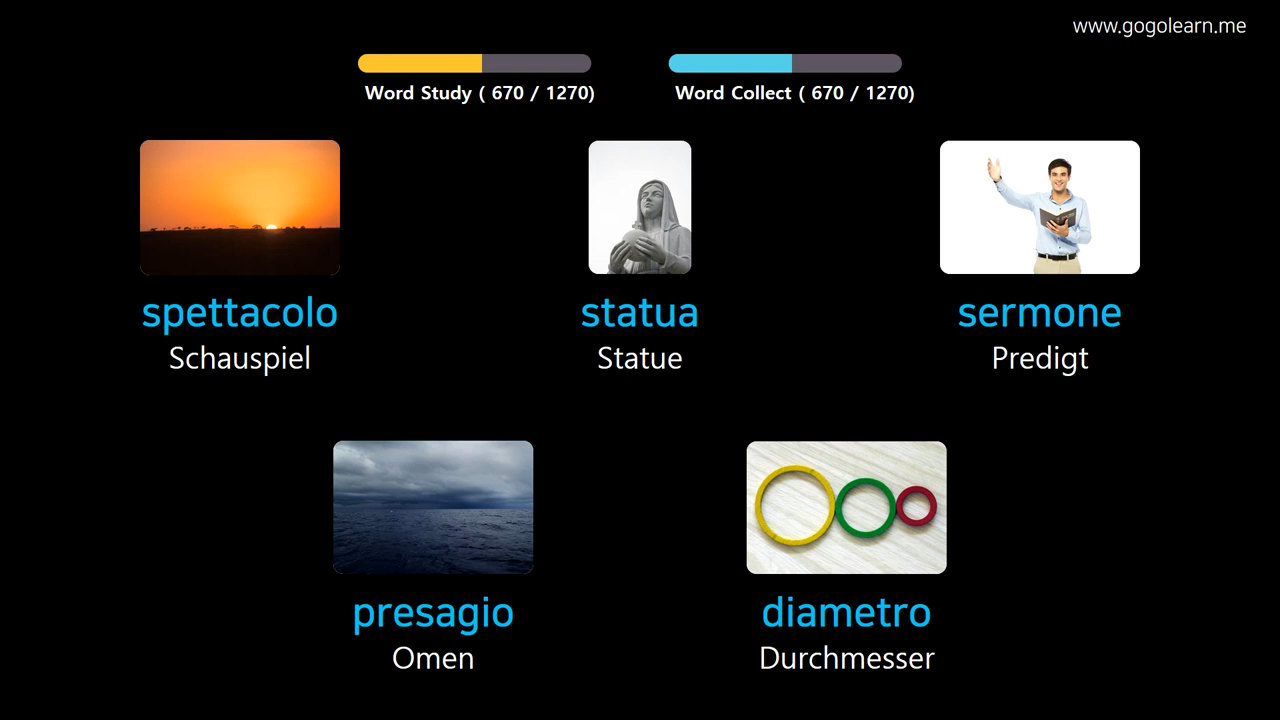 www.gogolearn.me
Word Study ( 670 / 1270)
Word Collect ( 670 / 1270)
spettacolo
Schauspiel
statua
Statue
sermone
Predigt
presagio
Omen
diametro
Durchmesser